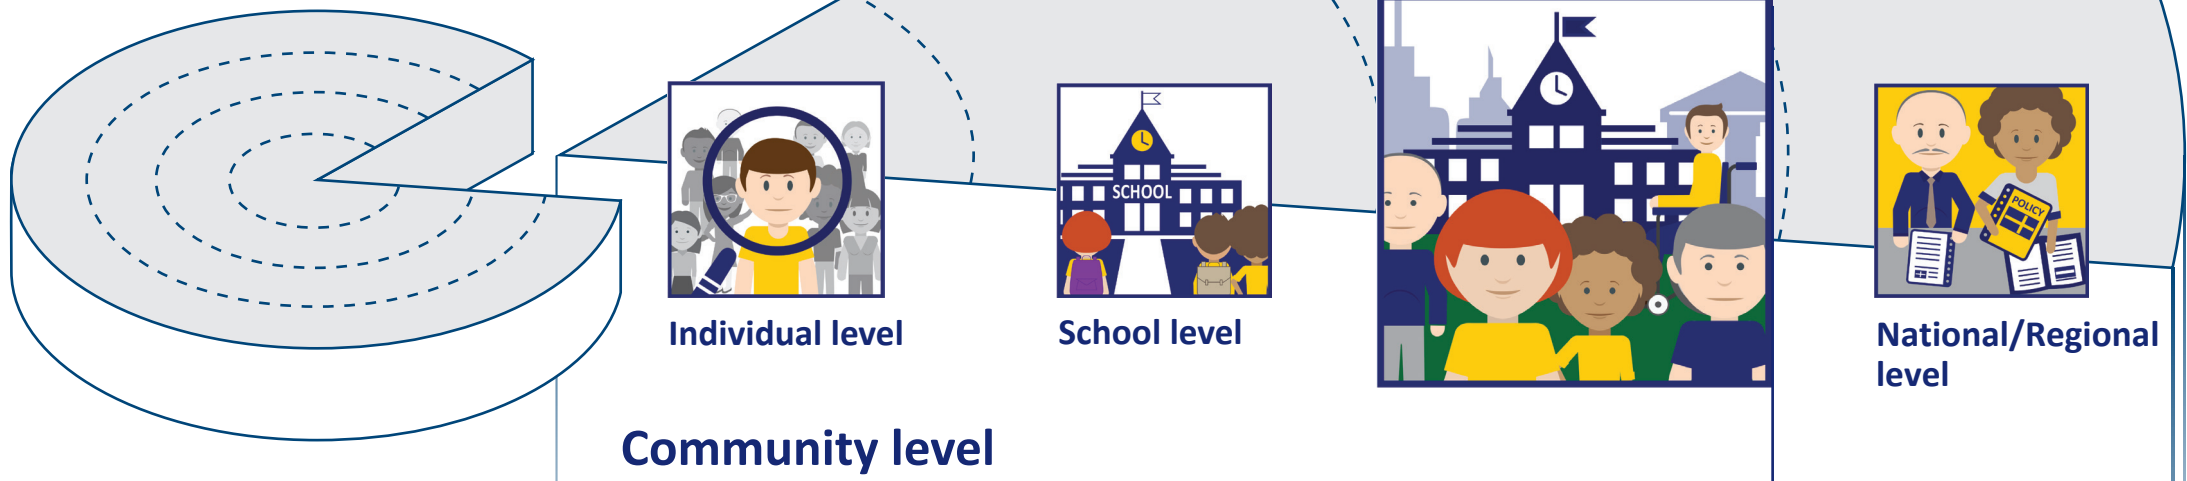 SCHOOL
POLICY
Individual level
School level
National/Regional
level
Community level